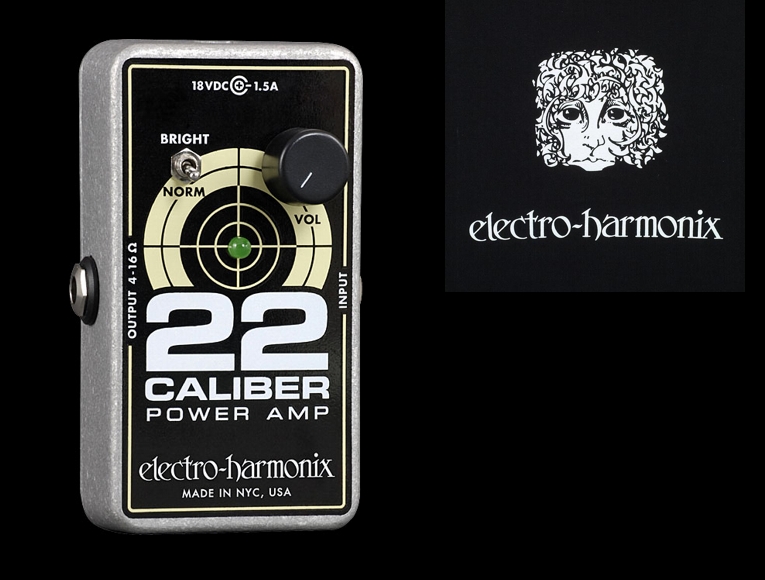 18VDC 1.5A
BRIGHT
NORM
VOL
OUTPUT 4-16Ω
INPUT
22
CALIBER
POWER AMP
electro-harmonix
MADE IN NYC, USA
electro-harmonix